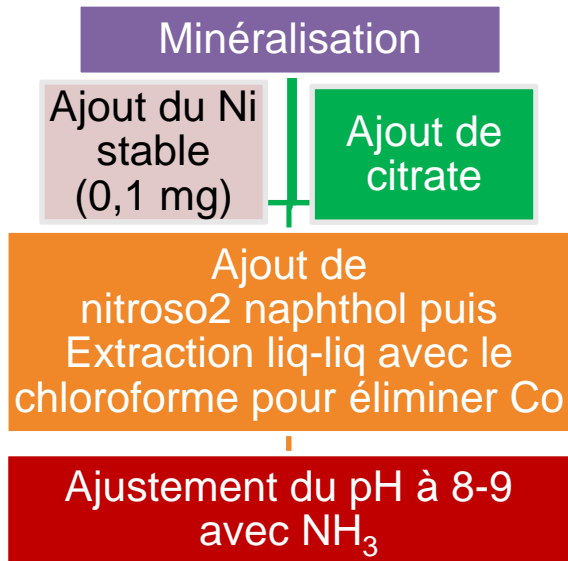 Minéralisation
Ajout du Ni
stable
(0,1 mg)
Ajout de
citrate
Ajout de
nitroso2 naphthol puis
Extraction liq-liq avec le
chloroforme pour éliminer Co
Ajustement du pH à 8-9
avec NH₃